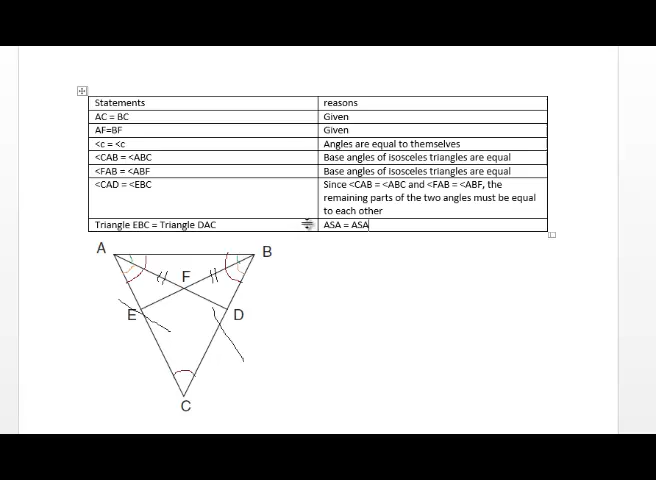 Statements reasons
AC = BC Given
AF=BF Given
<c = <c Angles are equal to themselves
<CAB = <ABC Base angles of isosceles triangles are equal
<FAB = <ABF Base angles of isosceles triangles are equal
<CAD = <EBC Since <CAB = <ABC and <FAB = <ABF, the
remaining parts of the two angles must be equal
to each other
Triangle EBC = Triangle DAC ASA = ASA
A B
F
E D
C